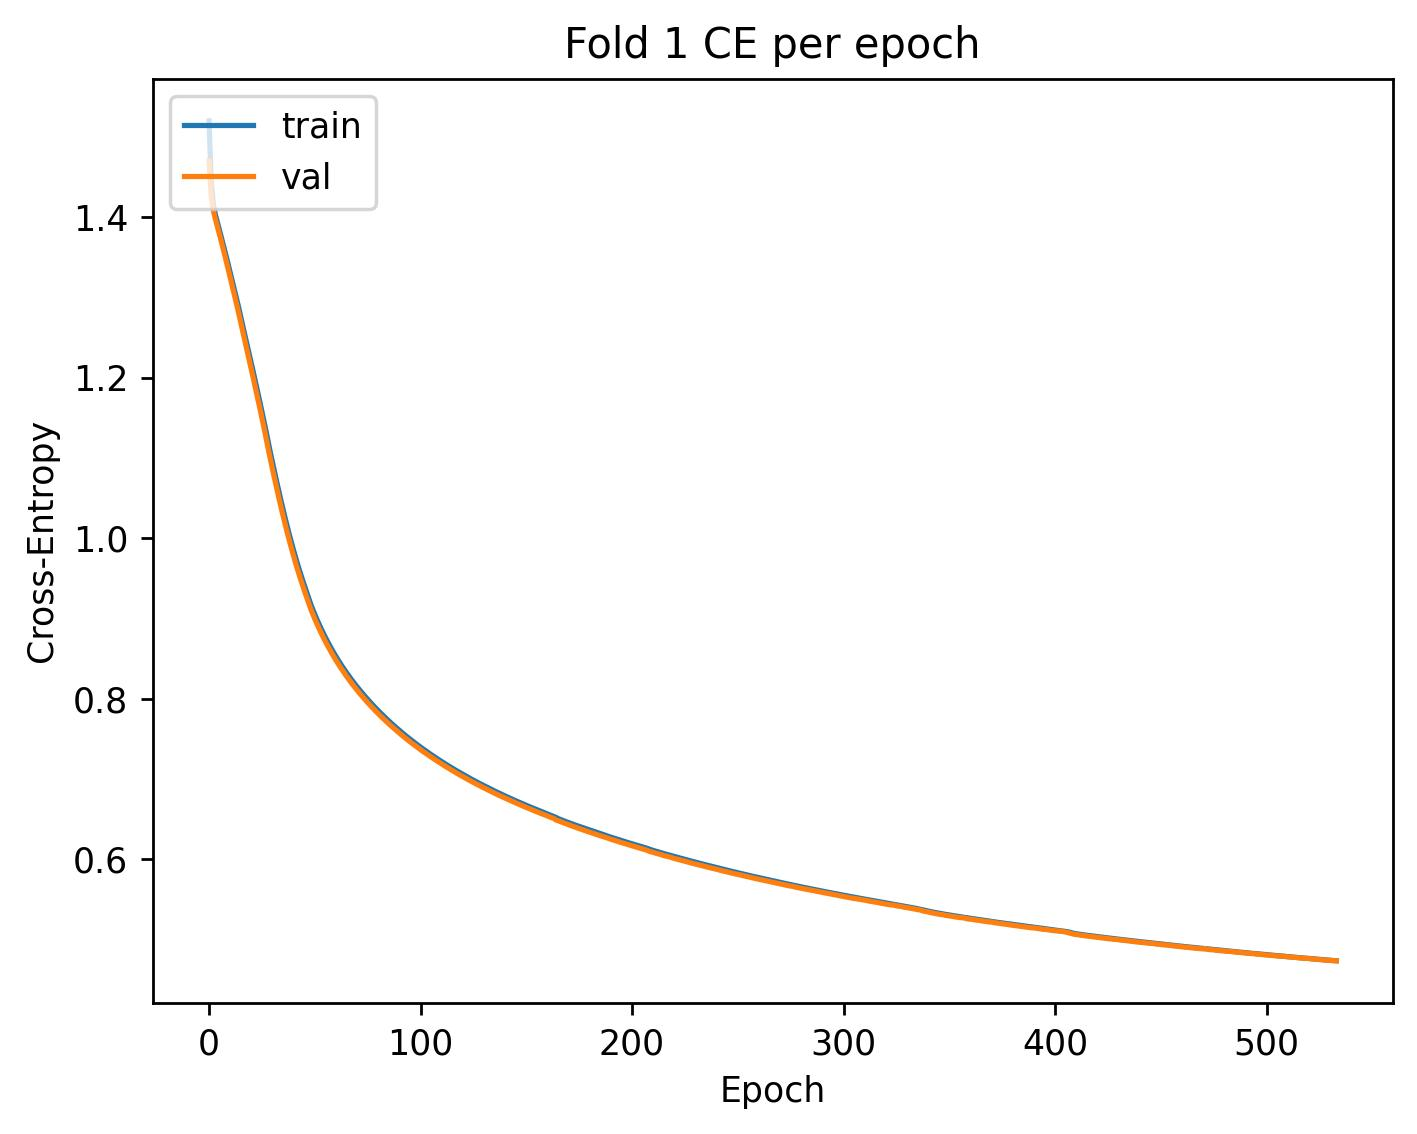 Fold 1 CE per epoch
train
val
1.4
1.2
1.0
0.8
0.6
Cross-Entropy
0 100 200 300 400 500
Epoch